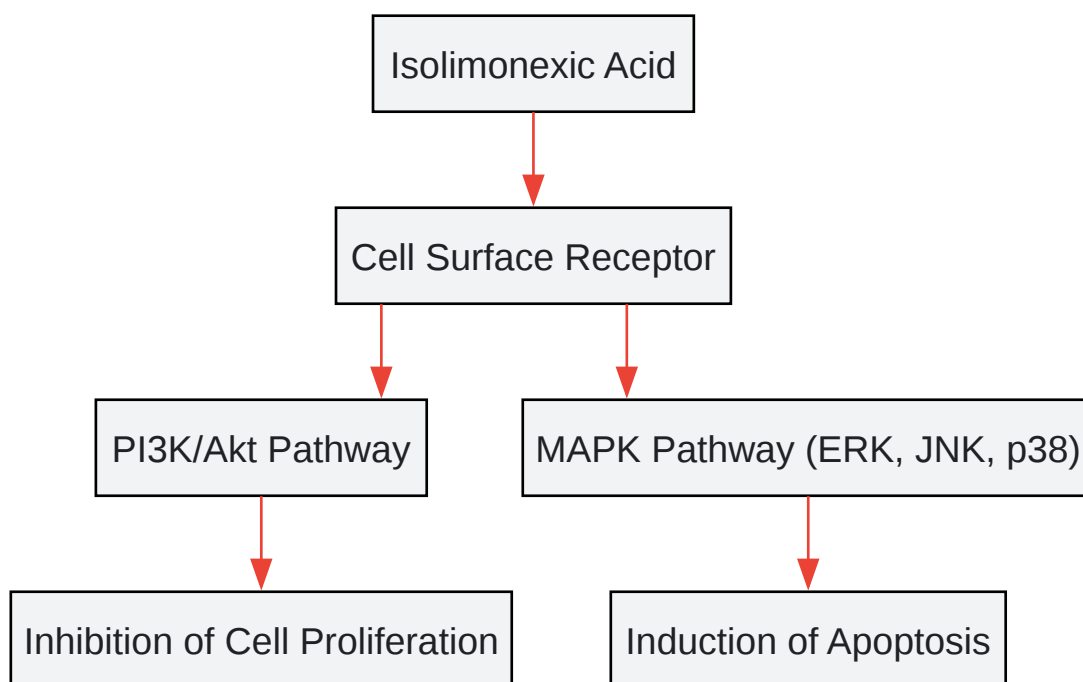 Isolimonexic Acid
Cell Surface Receptor
PI3K/Akt Pathway
MAPK Pathway (ERK, JNK, p38)
Inhibition of Cell Proliferation
Induction of Apoptosis